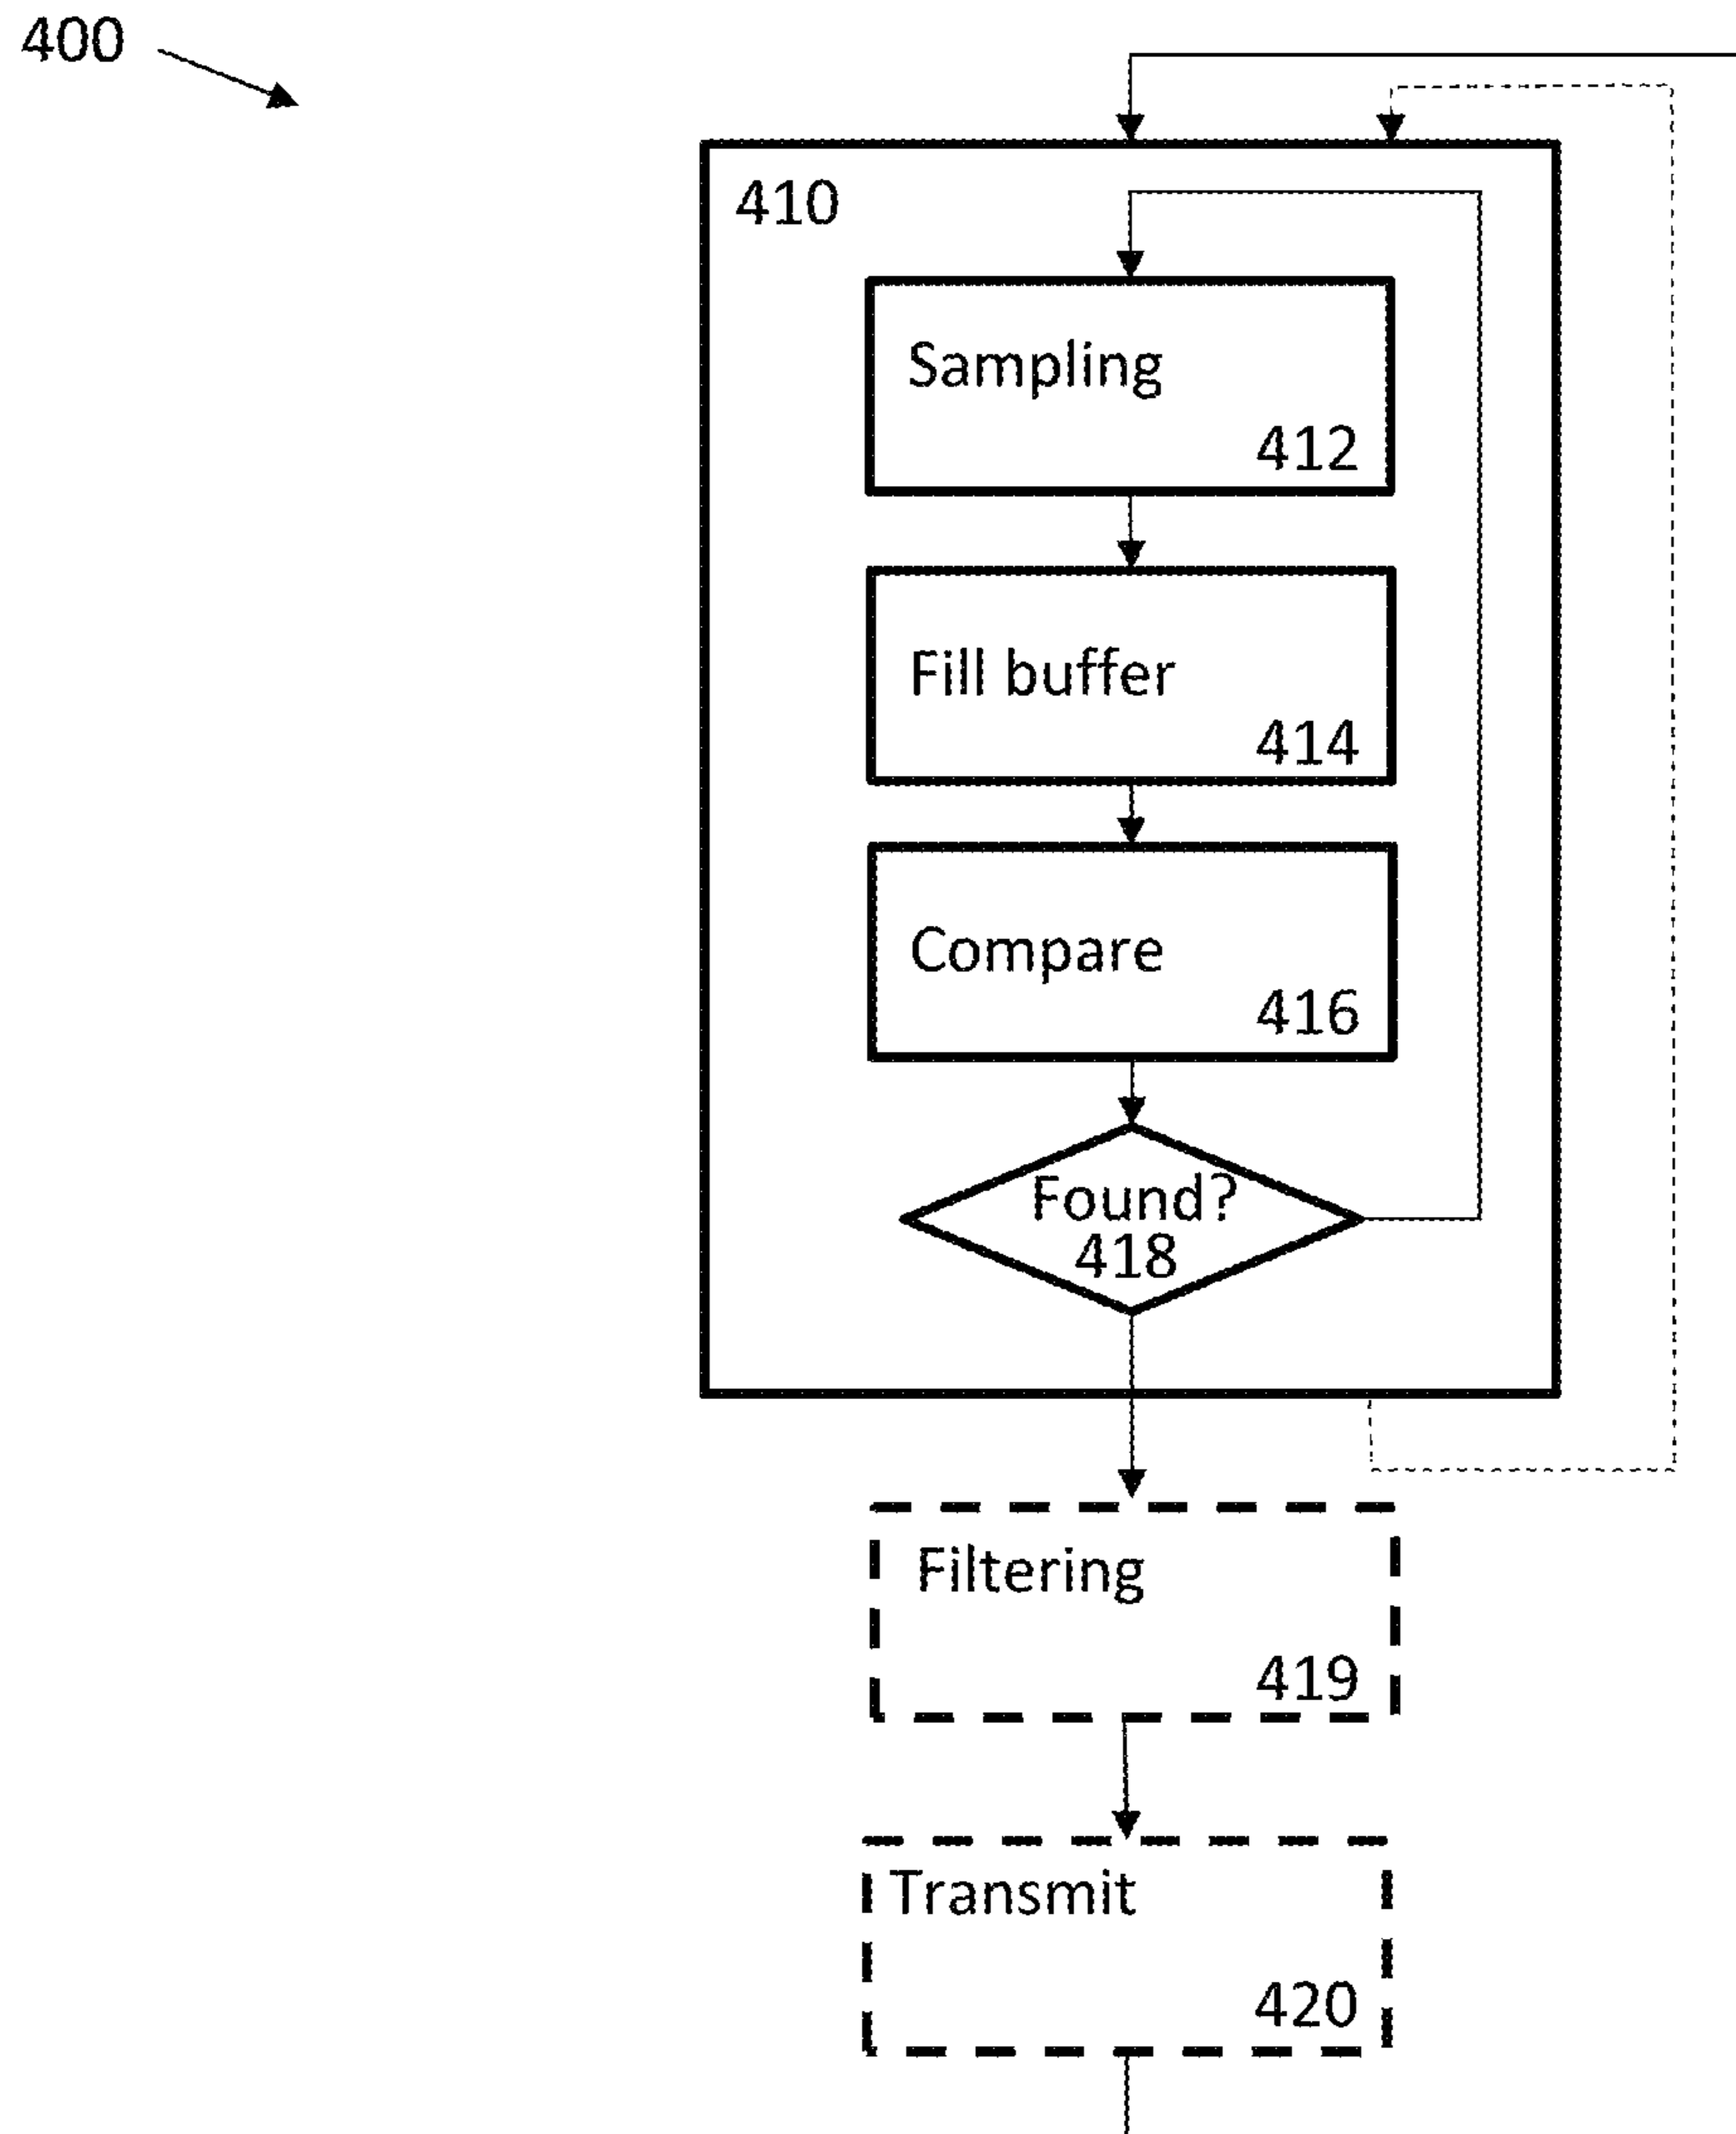 400
410
Sampling
412
Fill buffer
414
Compare
416
Found?
418
Filtering
419
Transmit
420